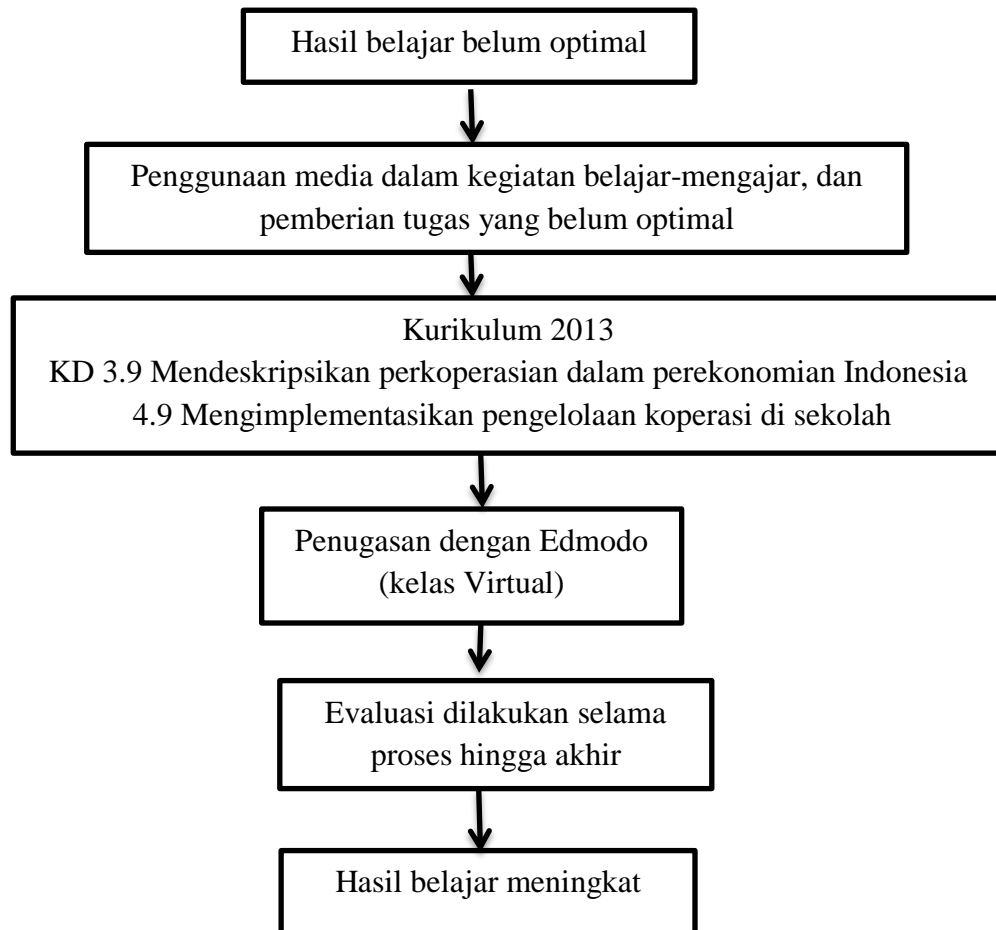 Hasil belajar belum optimal
Penggunaan media dalam kegiatan belajar-mengajar, dan
pemberian tugas yang belum optimal
Kurikulum 2013
KD 3.9 Mendeskripsikan perkoperasian dalam perekonomian Indonesia
4.9 Mengimplementasikan pengelolaan koperasi di sekolah
Penugasan dengan Edmodo
(kelas Virtual)
Evaluasi dilakukan selama
proses hingga akhir
Hasil belajar meningkat